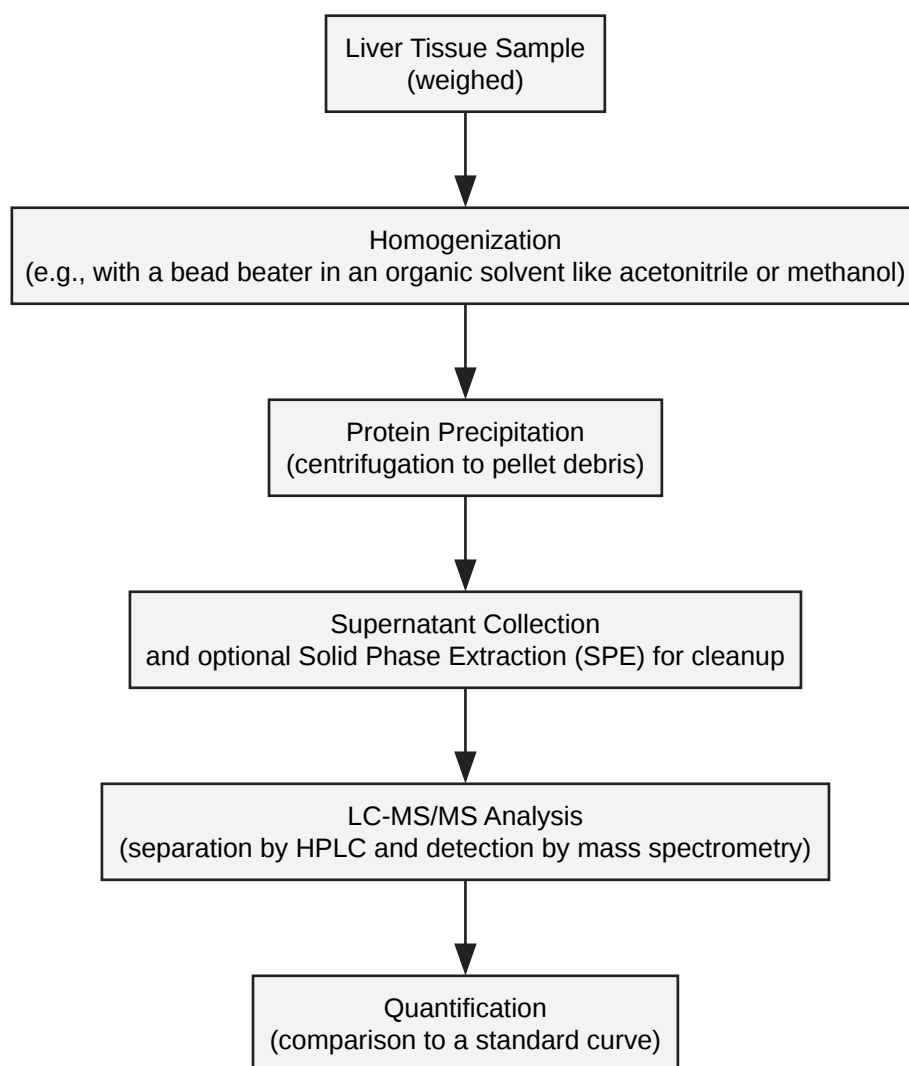 Liver Tissue Sample
(weighed)
Homogenization
(e.g., with a bead beater in an organic solvent like acetonitrile or methanol)
Protein Precipitation
(centrifugation to pellet debris)
Supernatant Collection
and optional Solid Phase Extraction (SPE) for cleanup
LC-MS/MS Analysis
(separation by HPLC and detection by mass spectrometry)
Quantification
(comparison to a standard curve)